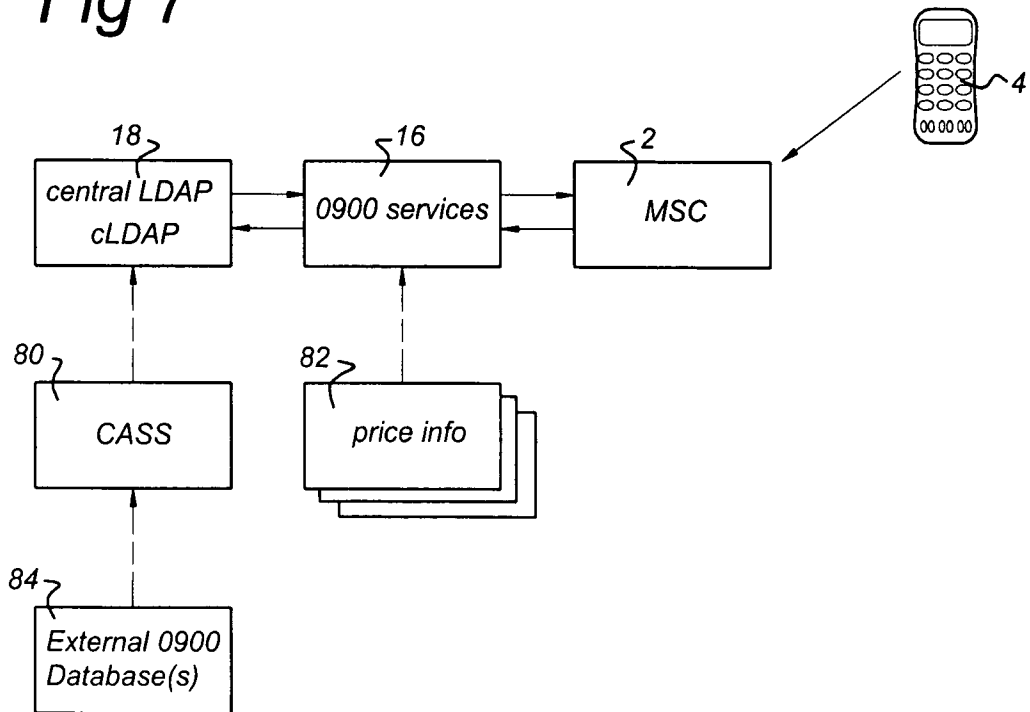 Fig 7
4
18
16
2
central LDAP
cLDAP
0900 services
MSC
80
82
CASS
price info
84
External 0900
Database(s)